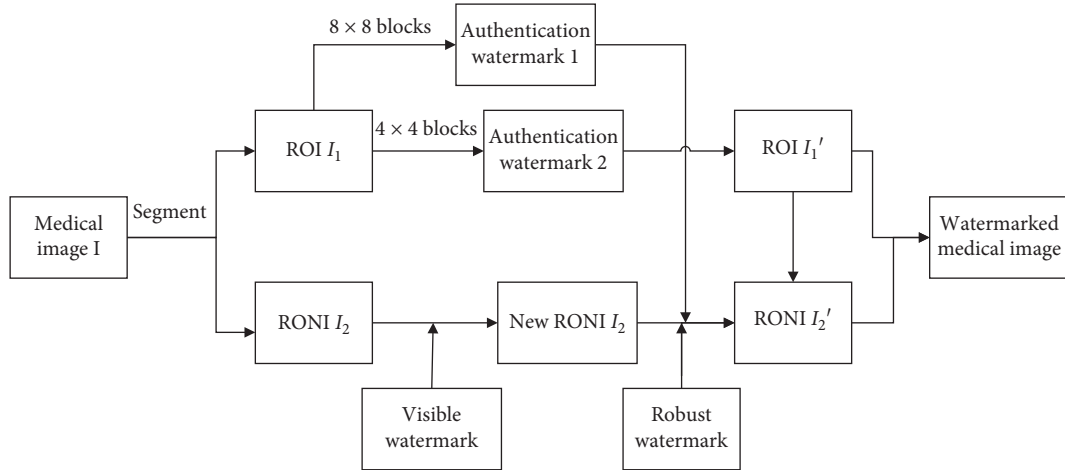 8 × 8 blocks
Authentication
watermark 1
ROI I₁
4 × 4 blocks
Authentication
watermark 2
ROI I₁′
Medical
image I
Segment
Watermarked
medical image
RONI I₂
New RONI I₂
RONI I₂′
Visible
watermark
Robust
watermark